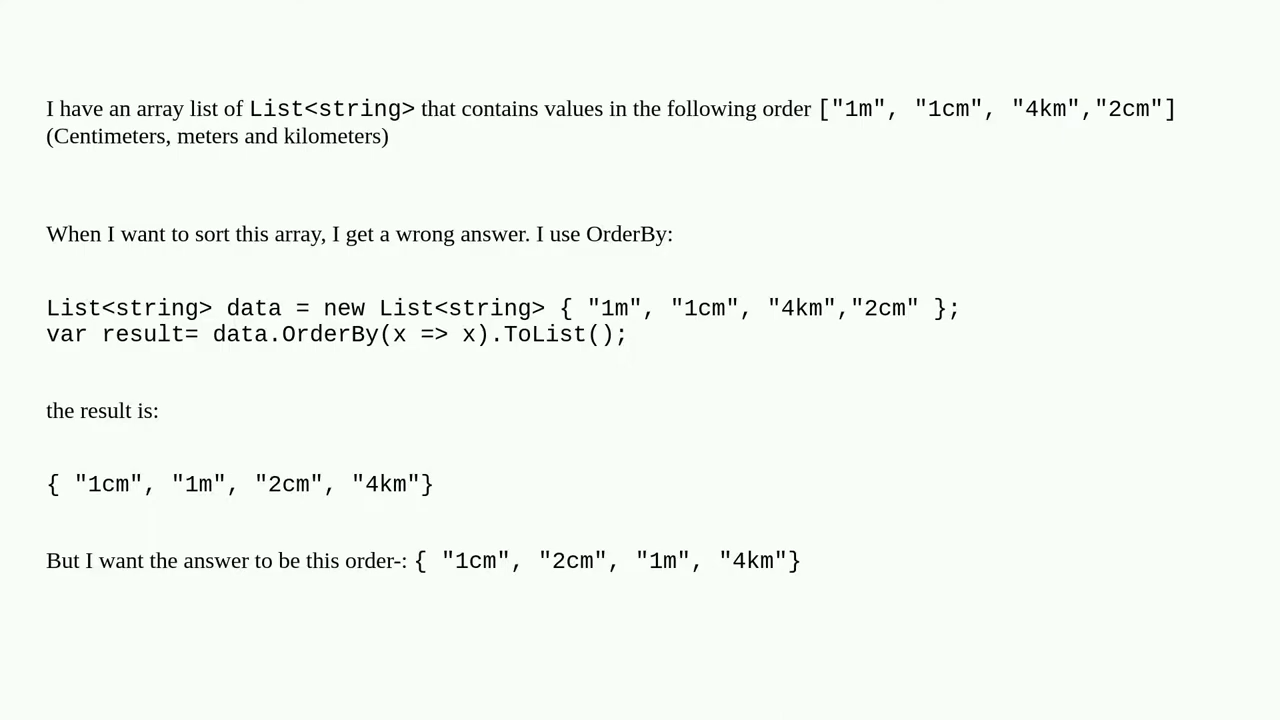 I have an array list of List<string> that contains values in the following order ["1m", "1cm", "4km","2cm"]
(Centimeters, meters and kilometers)
When I want to sort this array, I get a wrong answer. I use OrderBy:
List<string> data = new List<string> { "1m", "1cm", "4km","2cm" };
var result= data.OrderBy(x => x).ToList();
the result is:
{ "1cm", "1m", "2cm", "4km"}
But I want the answer to be this order-: { "1cm", "2cm", "1m", "4km"}